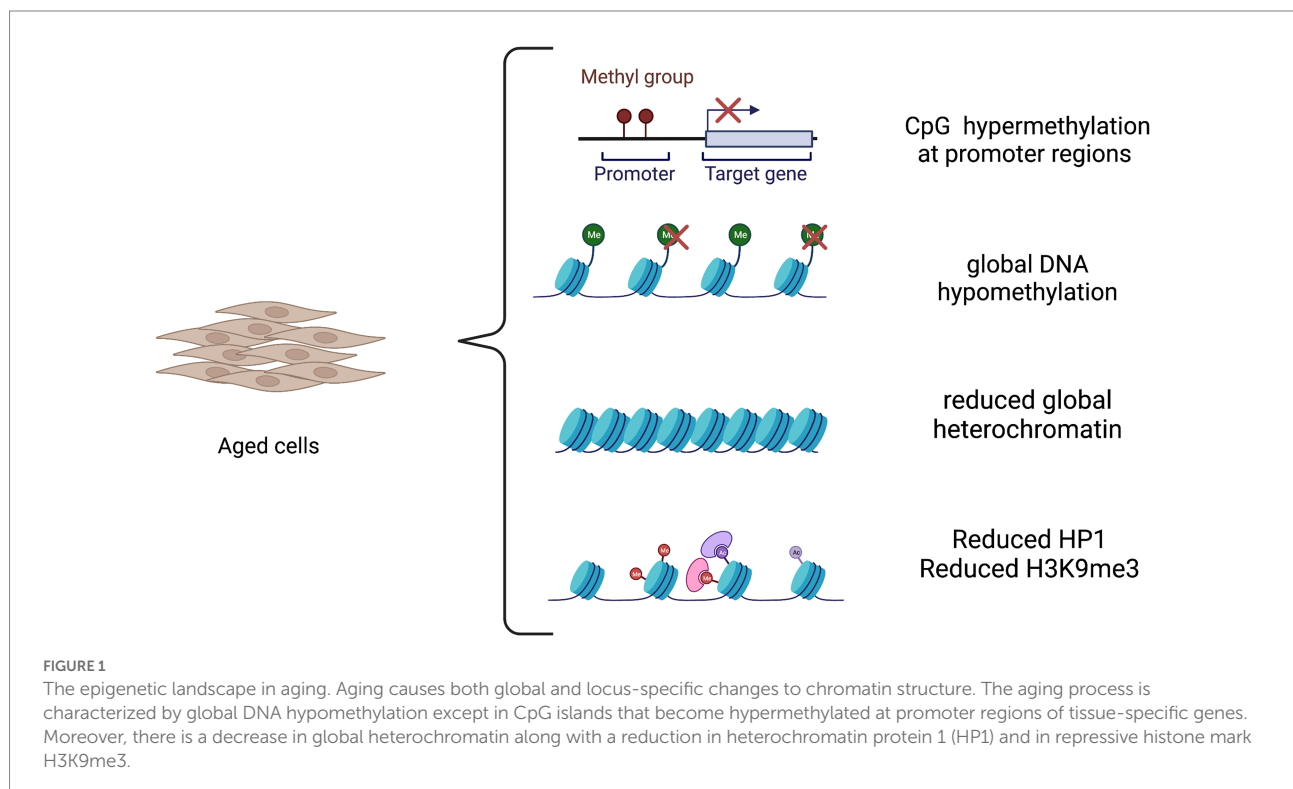 Methyl group
CpG hypermethylation
at promoter regions
Promoter
Target gene
Me
Me
Me
Me
global DNA
hypomethylation
reduced global
heterochromatin
Aged cells
Me
Me
Me
Ac
Ac
Reduced HP1
Reduced H3K9me3
FIGURE 1
The epigenetic landscape in aging. Aging causes both global and locus-specific changes to chromatin structure. The aging process is
characterized by global DNA hypomethylation except in CpG islands that become hypermethylated at promoter regions of tissue-specific genes.
Moreover, there is a decrease in global heterochromatin along with a reduction in heterochromatin protein 1 (HP1) and in repressive histone mark
H3K9me3.